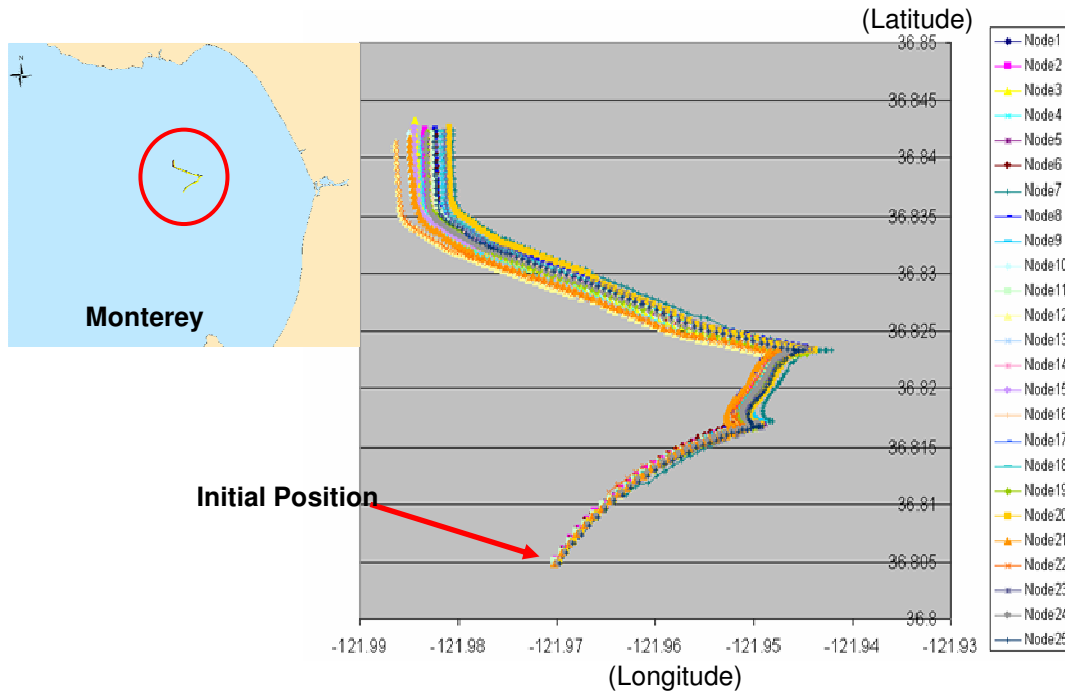 (Latitude)
N
Monterey
Initial Position
36.85
36.845
36.84
36.835
36.83
36.825
36.82
36.815
36.81
36.805
36.8
-121.99
-121.98
-121.97
-121.96
-121.95
-121.94
-121.93
(Longitude)
Node1
Node2
Node3
Node4
Node5
Node6
Node7
Node8
Node9
Node10
Node11
Node12
Node13
Node14
Node15
Node16
Node17
Node18
Node19
Node20
Node21
Node22
Node23
Node24
Node25